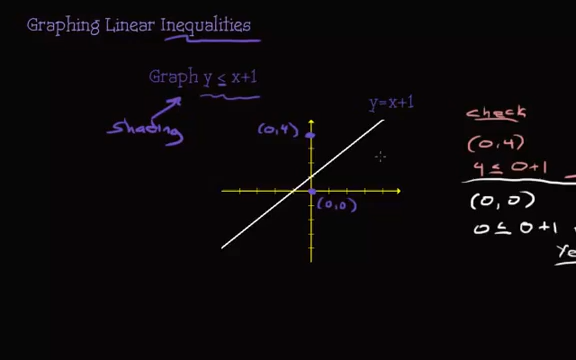 Graphing Linear Inequalities
Graph y ≤ x+1
Shading
y=x+1
(0,4)
(0,0)
check
(0,4)
4 ≤ 0+1
(0,0)
0 ≤ 0+1